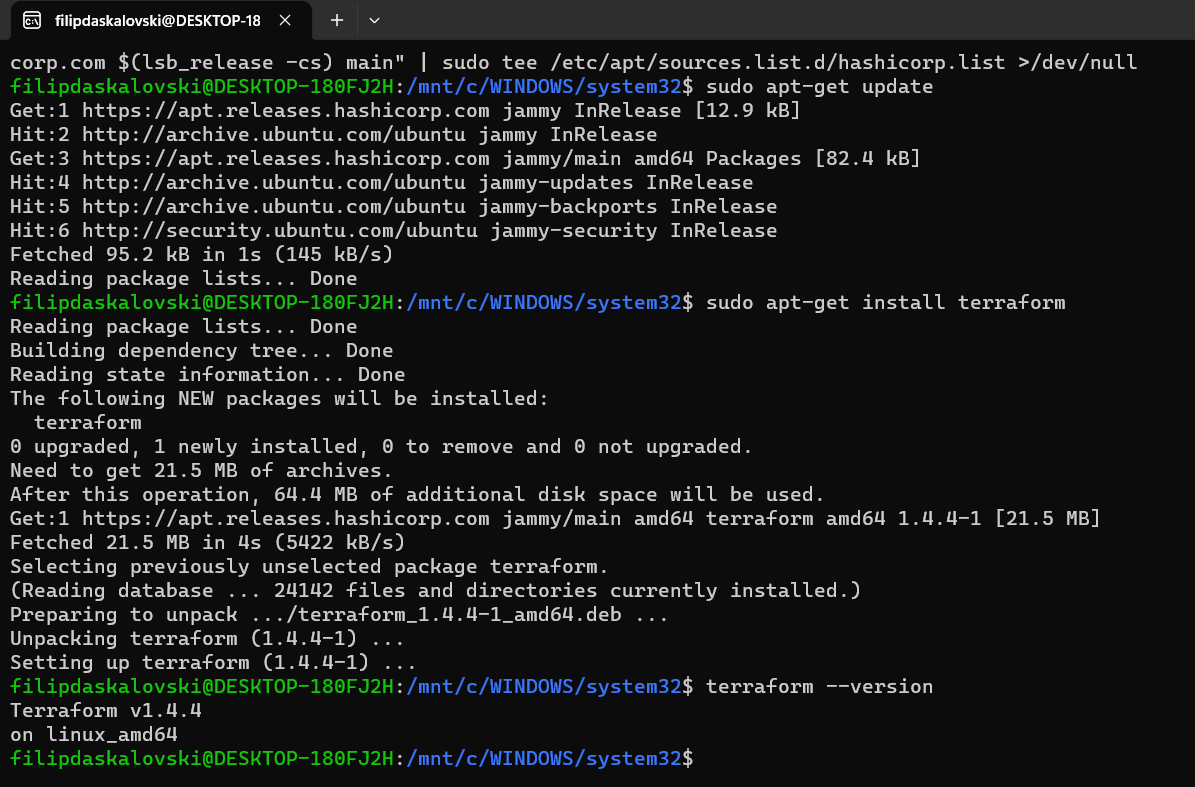 filipdaskalovski@DESKTOP-18
corp.com $(lsb_release -cs) main" | sudo tee /etc/apt/sources.list.d/hashicorp.list >/dev/null
filipdaskalovski@DESKTOP-180FJ2H:/mnt/c/WINDOWS/system32$ sudo apt-get update
Get:1 https://apt.releases.hashicorp.com jammy InRelease [12.9 kB]
Hit:2 http://archive.ubuntu.com/ubuntu jammy InRelease
Get:3 https://apt.releases.hashicorp.com jammy/main amd64 Packages [82.4 kB]
Hit:4 http://archive.ubuntu.com/ubuntu jammy-updates InRelease
Hit:5 http://archive.ubuntu.com/ubuntu jammy-backports InRelease
Hit:6 http://security.ubuntu.com/ubuntu jammy-security InRelease
Fetched 95.2 kB in 1s (145 kB/s)
Reading package lists... Done
filipdaskalovski@DESKTOP-180FJ2H:/mnt/c/WINDOWS/system32$ sudo apt-get install terraform
Reading package lists... Done
Building dependency tree... Done
Reading state information... Done
The following NEW packages will be installed:
  terraform
0 upgraded, 1 newly installed, 0 to remove and 0 not upgraded.
Need to get 21.5 MB of archives.
After this operation, 64.4 MB of additional disk space will be used.
Get:1 https://apt.releases.hashicorp.com jammy/main amd64 terraform amd64 1.4.4-1 [21.5 MB]
Fetched 21.5 MB in 4s (5422 kB/s)
Selecting previously unselected package terraform.
(Reading database ... 24142 files and directories currently installed.)
Preparing to unpack .../terraform_1.4.4-1_amd64.deb ...
Unpacking terraform (1.4.4-1) ...
Setting up terraform (1.4.4-1) ...
filipdaskalovski@DESKTOP-180FJ2H:/mnt/c/WINDOWS/system32$ terraform --version
Terraform v1.4.4
on linux_amd64
filipdaskalovski@DESKTOP-180FJ2H:/mnt/c/WINDOWS/system32$